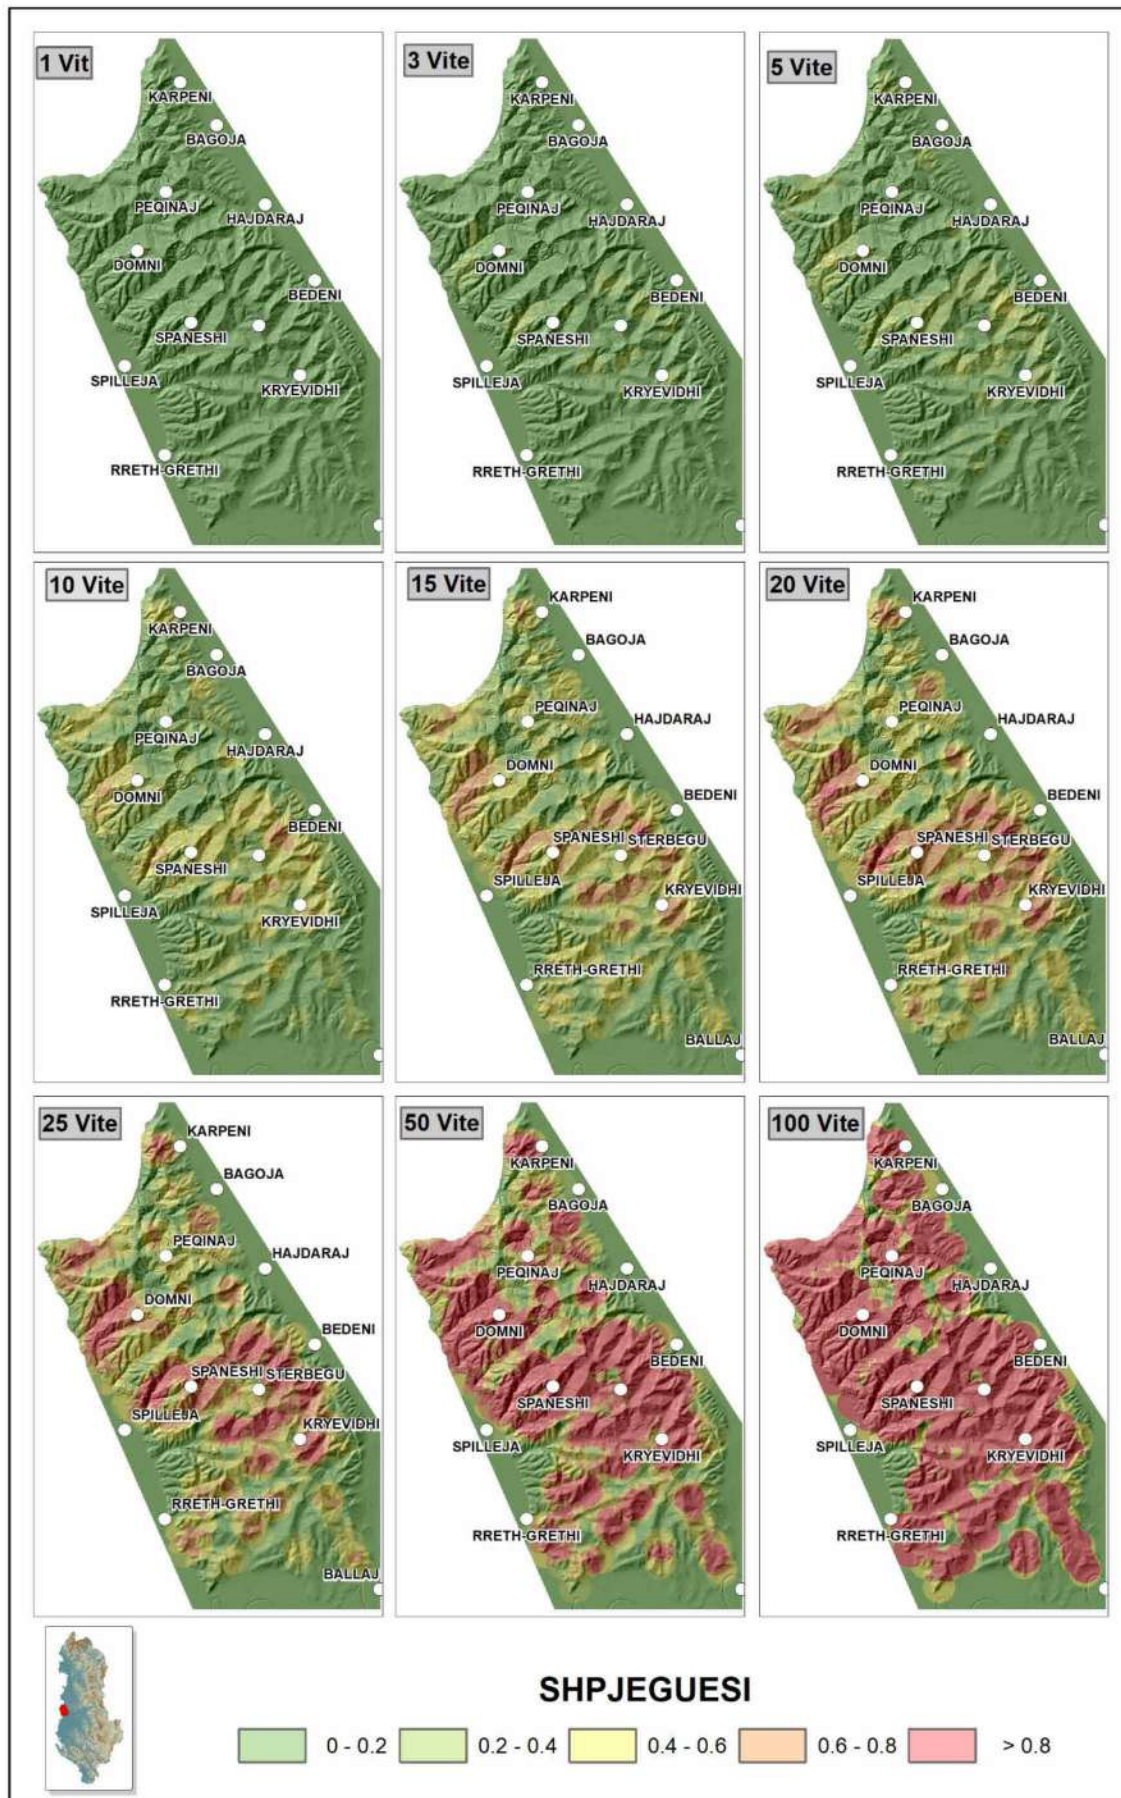 1 Vit
KARPENI
BAGOJA
PEQINAJ
HAJDARAJ
DOMNI
BEDENI
SPANESHI
SPILLEJA
KRYEVIDHI
RRETH-GRETHI
3 Vite
KARPENI
BAGOJA
PEQINAJ
HAJDARAJ
DOMNI
BEDENI
SPANESHI
SPILLEJA
KRYEVIDHI
RRETH-GRETHI
5 Vite
KARPENI
BAGOJA
PEQINAJ
HAJDARAJ
DOMNI
BEDENI
SPANESHI
SPILLEJA
KRYEVIDHI
RRETH-GRETHI
10 Vite
KARPENI
BAGOJA
PEQINAJ
HAJDARAJ
DOMNI
BEDENI
SPANESHI
SPILLEJA
KRYEVIDHI
RRETH-GRETHI
15 Vite
KARPENI
BAGOJA
PEQINAJ
HAJDARAJ
DOMNI
BEDENI
SPANESHI
STERBEGU
SPILLEJA
KRYEVIDHI
RRETH-GRETHI
BALLAJ
20 Vite
KARPENI
BAGOJA
PEQINAJ
HAJDARAJ
DOMNI
BEDENI
SPANESHI
STERBEGU
SPILLEJA
KRYEVIDHI
RRETH-GRETHI
BALLAJ
25 Vite
KARPENI
BAGOJA
PEQINAJ
HAJDARAJ
DOMNI
BEDENI
SPANESHI
STERBEGU
SPILLEJA
KRYEVIDHI
RRETH-GRETHI
BALLAJ
50 Vite
KARPENI
BAGOJA
PEQINAJ
HAJDARAJ
DOMNI
BEDENI
SPANESHI
SPILLEJA
KRYEVIDHI
RRETH-GRETHI
100 Vite
KARPENI
BAGOJA
PEQINAJ
HAJDARAJ
DOMNI
BEDENI
SPANESHI
SPILLEJA
KRYEVIDHI
RRETH-GRETHI
SHPJEGUESI
0 - 0.2
0.2 - 0.4
0.4 - 0.6
0.6 - 0.8
> 0.8